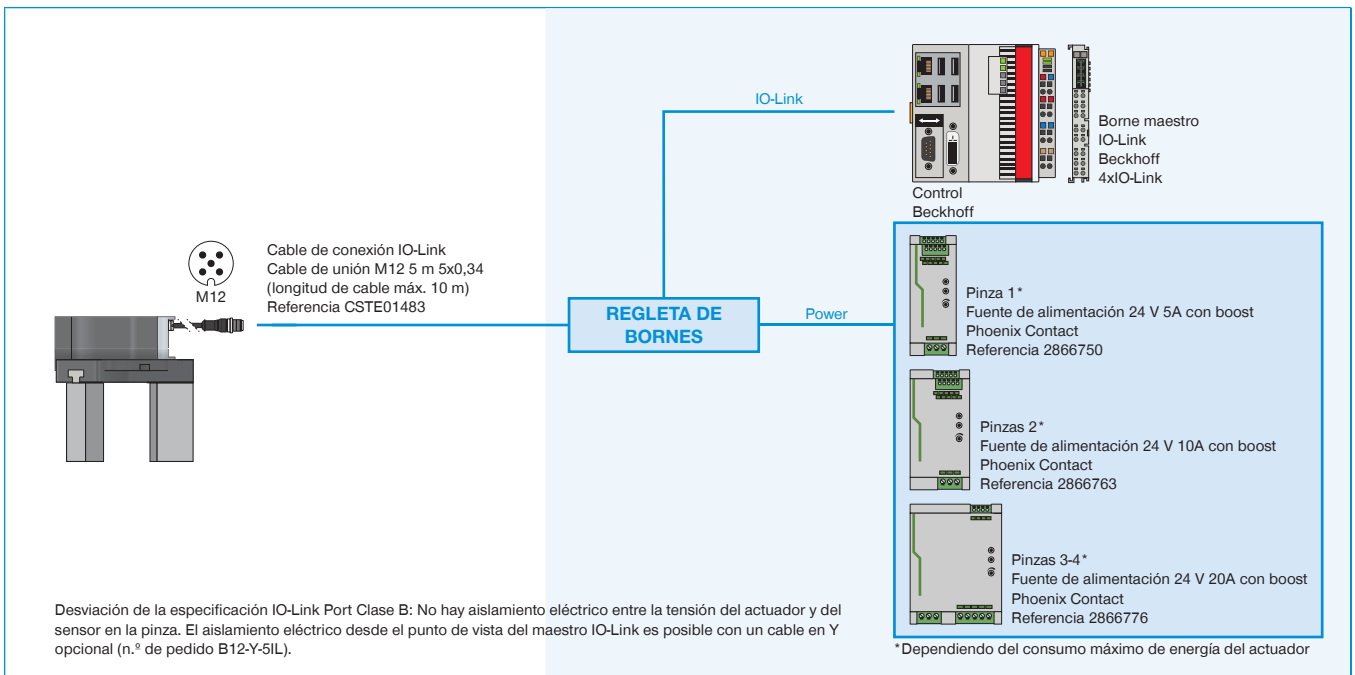 IO-Link
Borne maestro
IO-Link
Beckhoff
4xIO-Link
Control
Beckhoff
M12
Cable de conexión IO-Link
Cable de unión M12 5 m 5x0,34
(longitud de cable máx. 10 m)
Referencia CSTE01483
REGLETA DE
BORNES
Power
Pinza 1*
Fuente de alimentación 24 V 5A con boost
Phoenix Contact
Referencia 2866750
Pinzas 2*
Fuente de alimentación 24 V 10A con boost
Phoenix Contact
Referencia 2866763
Pinzas 3-4*
Fuente de alimentación 24 V 20A con boost
Phoenix Contact
Referencia 2866776
*Dependiendo del consumo máximo de energía del actuador
Desviación de la especificación IO-Link Port Clase B: No hay aislamiento eléctrico entre la tensión del actuador y del
sensor en la pinza. El aislamiento eléctrico desde el punto de vista del maestro IO-Link es posible con un cable en Y
opcional (n.º de pedido B12-Y-5IL).